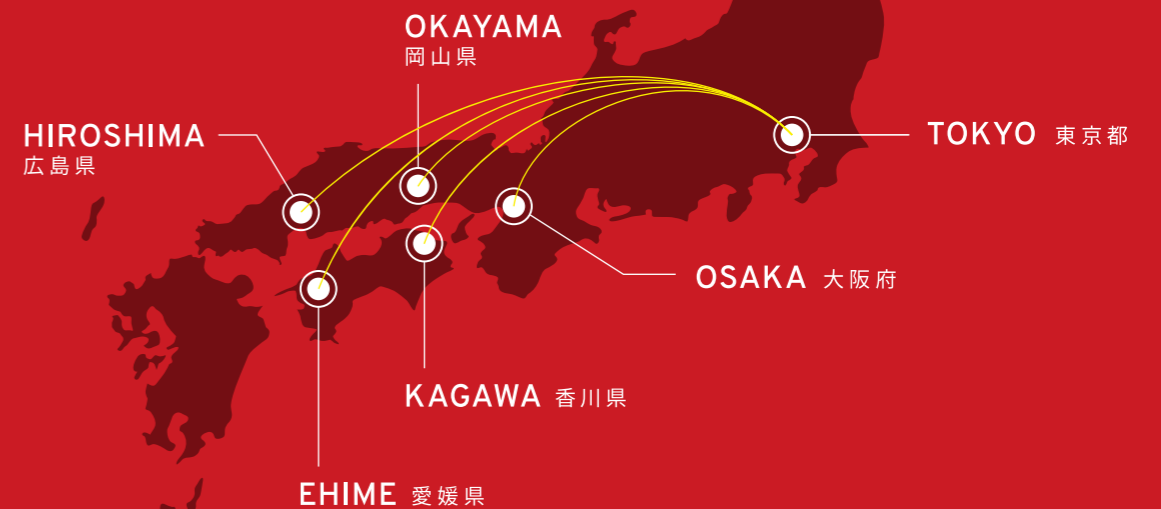 OKAYAMA
岡山県
HIROSHIMA
広島県
TOKYO 東京都
OSAKA 大阪府
KAGAWA 香川県
EHIME 愛媛県